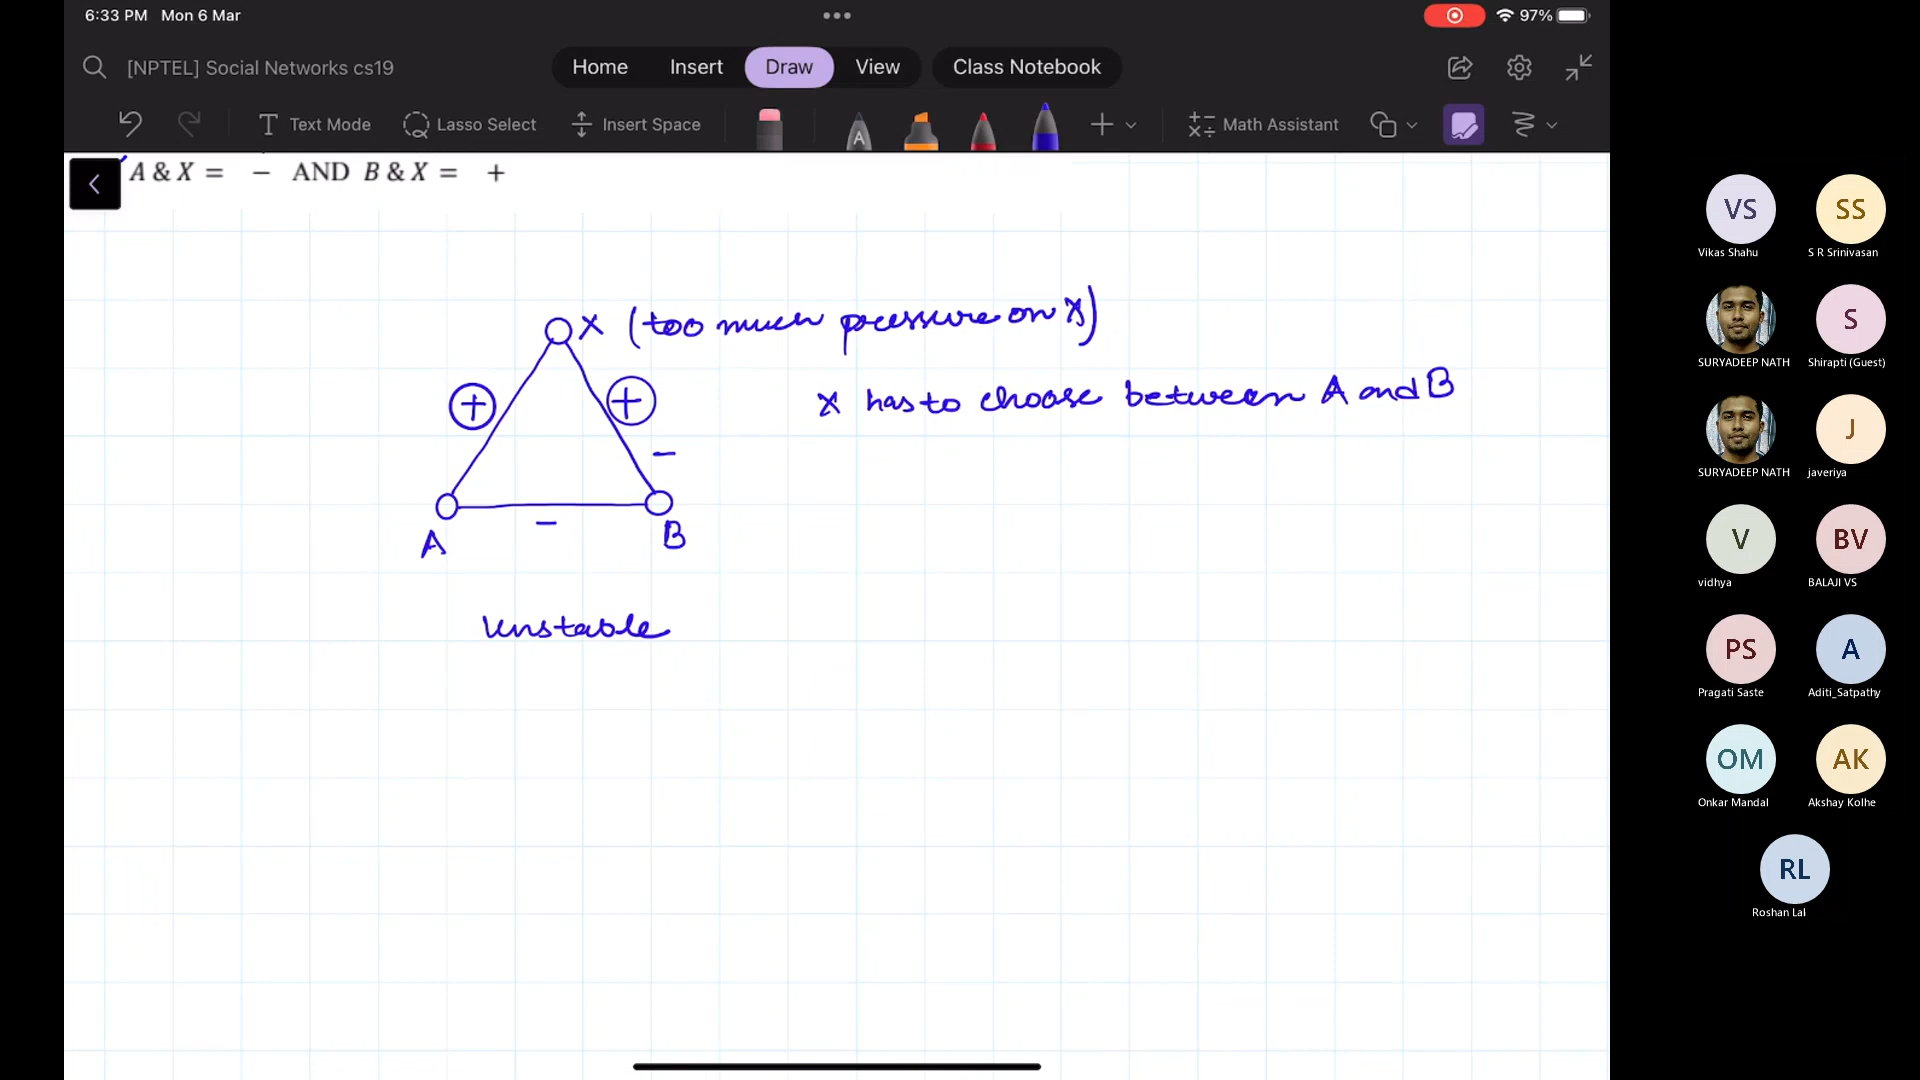 6:33 PM Mon 6 Mar
97%
[NPTEL] Social Networks cs19
Home Insert Draw View Class Notebook
Text Mode Lasso Select Insert Space A Math Assistant
A & X = − AND B & X = +
X (too much pressure on X)
+ +
X has to choose between A and B
−
−
A B
Unstable
VS SS
Vikas Shahu S R Srinivasan
S
SURYADEEP NATH Shirapti (Guest)
J
SURYADEEP NATH javeriya
V BV
vidhya BALAJI VS
PS A
Pragati Saste Aditi_Satpathy
OM AK
Onkar Mandal Akshay Kolhe
RL
Roshan Lal